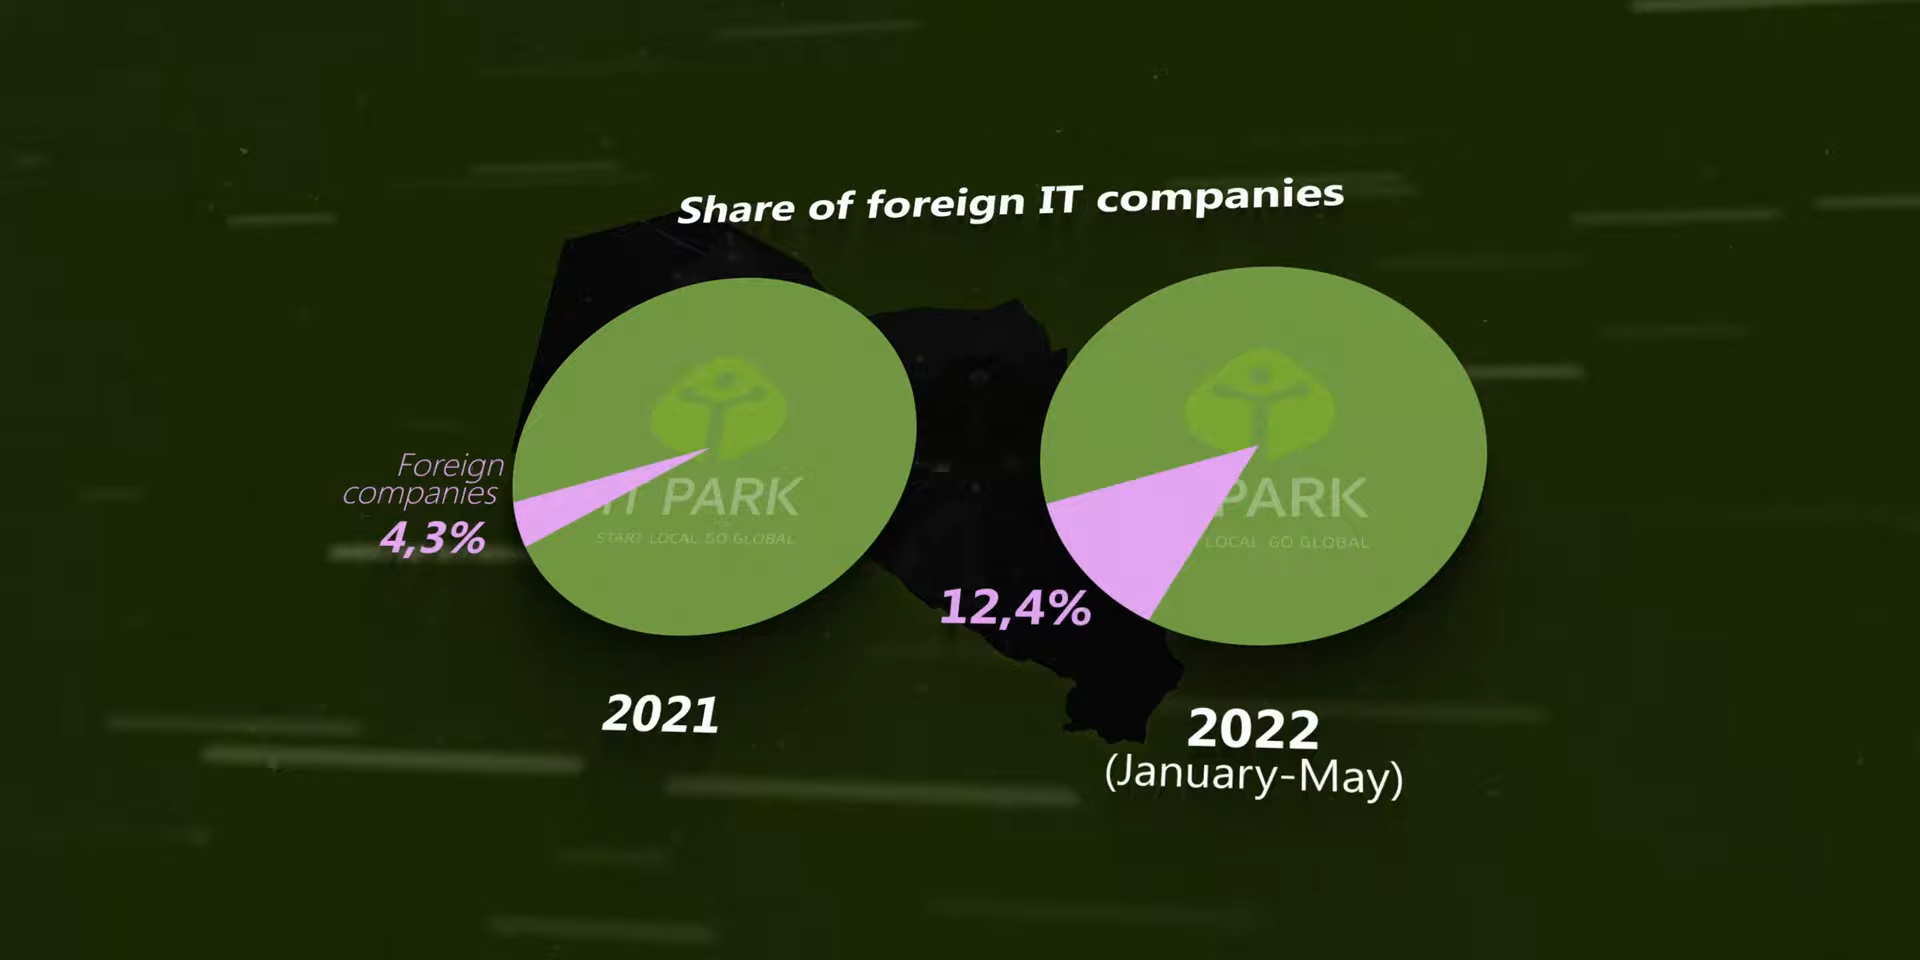 Share of foreign IT companies
Foreign
companies
4,3%
IT PARK
START LOCAL GO GLOBAL
2021
12,4%
PARK
LOCAL GO GLOBAL
2022
(January-May)